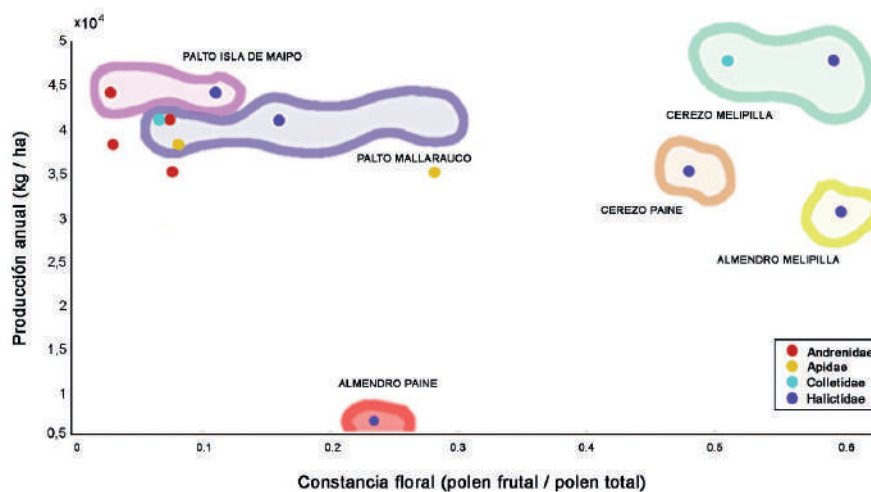 x10⁴
5
4,5
4
3,5
3
2,5
2
1,5
1
0,5
Producción anual (kg / ha)
PALTO ISLA DE MAIPO
PALTO MALLARAUCO
CEREZO MELIPILLA
CEREZO PAINE
ALMENDRO MELIPILLA
ALMENDRO PAINE
Andrenidae
Apidae
Colletidae
Halictidae
0 0.1 0.2 0.3 0.4 0.5 0.6
Constancia floral (polen frutal / polen total)